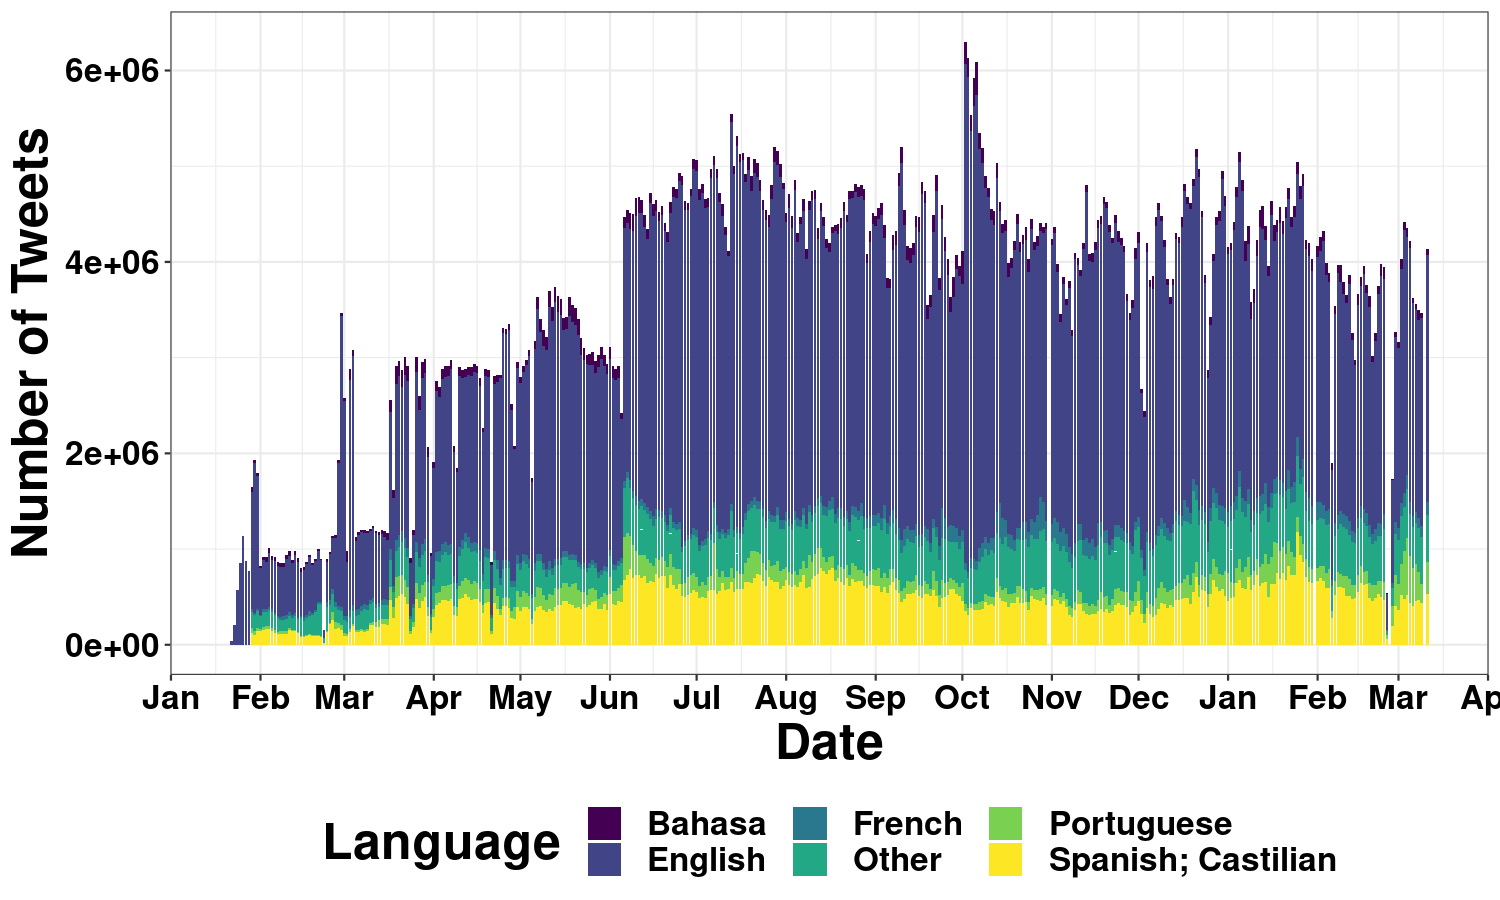 Number of Tweets
6e+06
4e+06
2e+06
0e+00
Jan Feb Mar Apr May Jun Jul Aug Sep Oct Nov Dec Jan Feb Mar Ap
Date
Language
Bahasa French Portuguese
English Other Spanish; Castilian